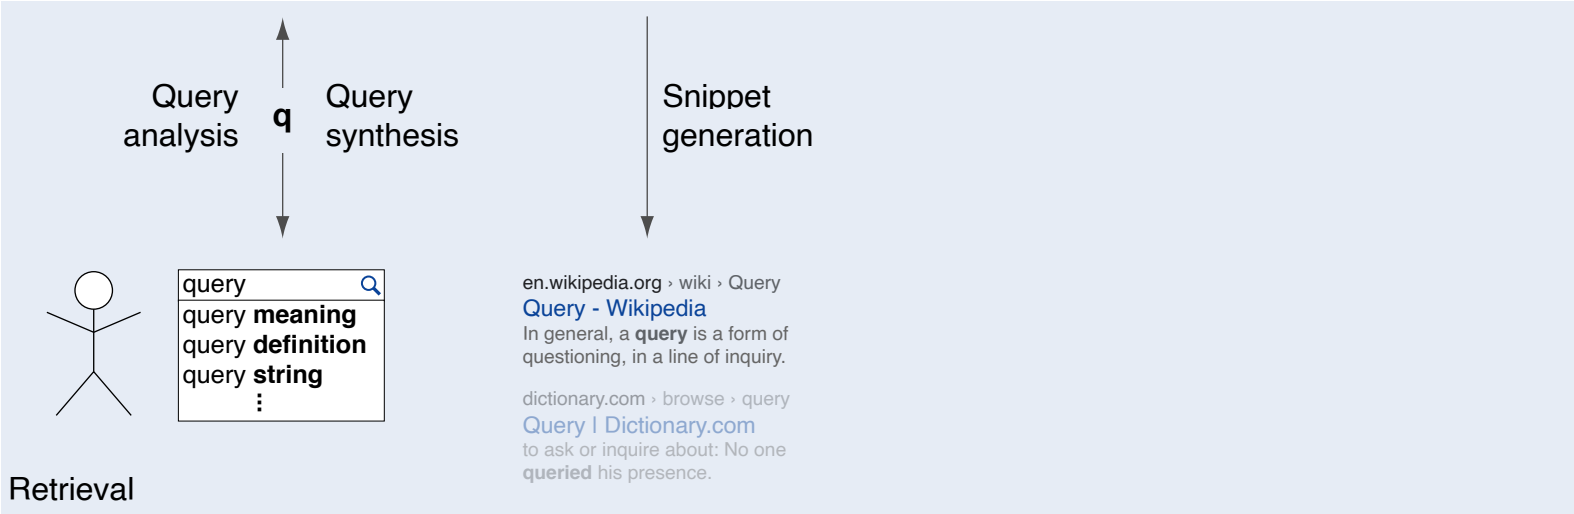 Query
analysis
q
Query
synthesis
Snippet
generation
query
query meaning
query definition
query string
⋮
en.wikipedia.org › wiki › Query
Query - Wikipedia
In general, a query is a form of
questioning, in a line of inquiry.
dictionary.com › browse › query
Query | Dictionary.com
to ask or inquire about: No one
queried his presence.
Retrieval